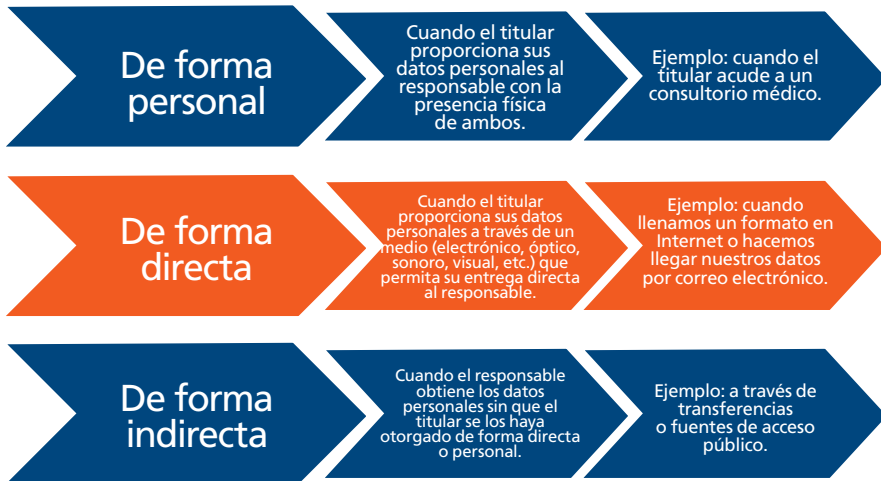 De forma
personal
Cuando el titular
proporciona sus
datos personales al
responsable con la
presencia física
de ambos.
Ejemplo: cuando el
titular acude a un
consultorio médico.
De forma
directa
Cuando el titular
proporciona sus datos
personales a través de un
medio (electrónico, óptico,
sonoro, visual, etc.) que
permita su entrega directa
al responsable.
Ejemplo: cuando
llenamos un formato en
Internet o hacemos
llegar nuestros datos
por correo electrónico.
De forma
indirecta
Cuando el responsable
obtiene los datos
personales sin que el
titular se los haya
otorgado de forma directa
o personal.
Ejemplo: a través de
transferencias
o fuentes de acceso
público.